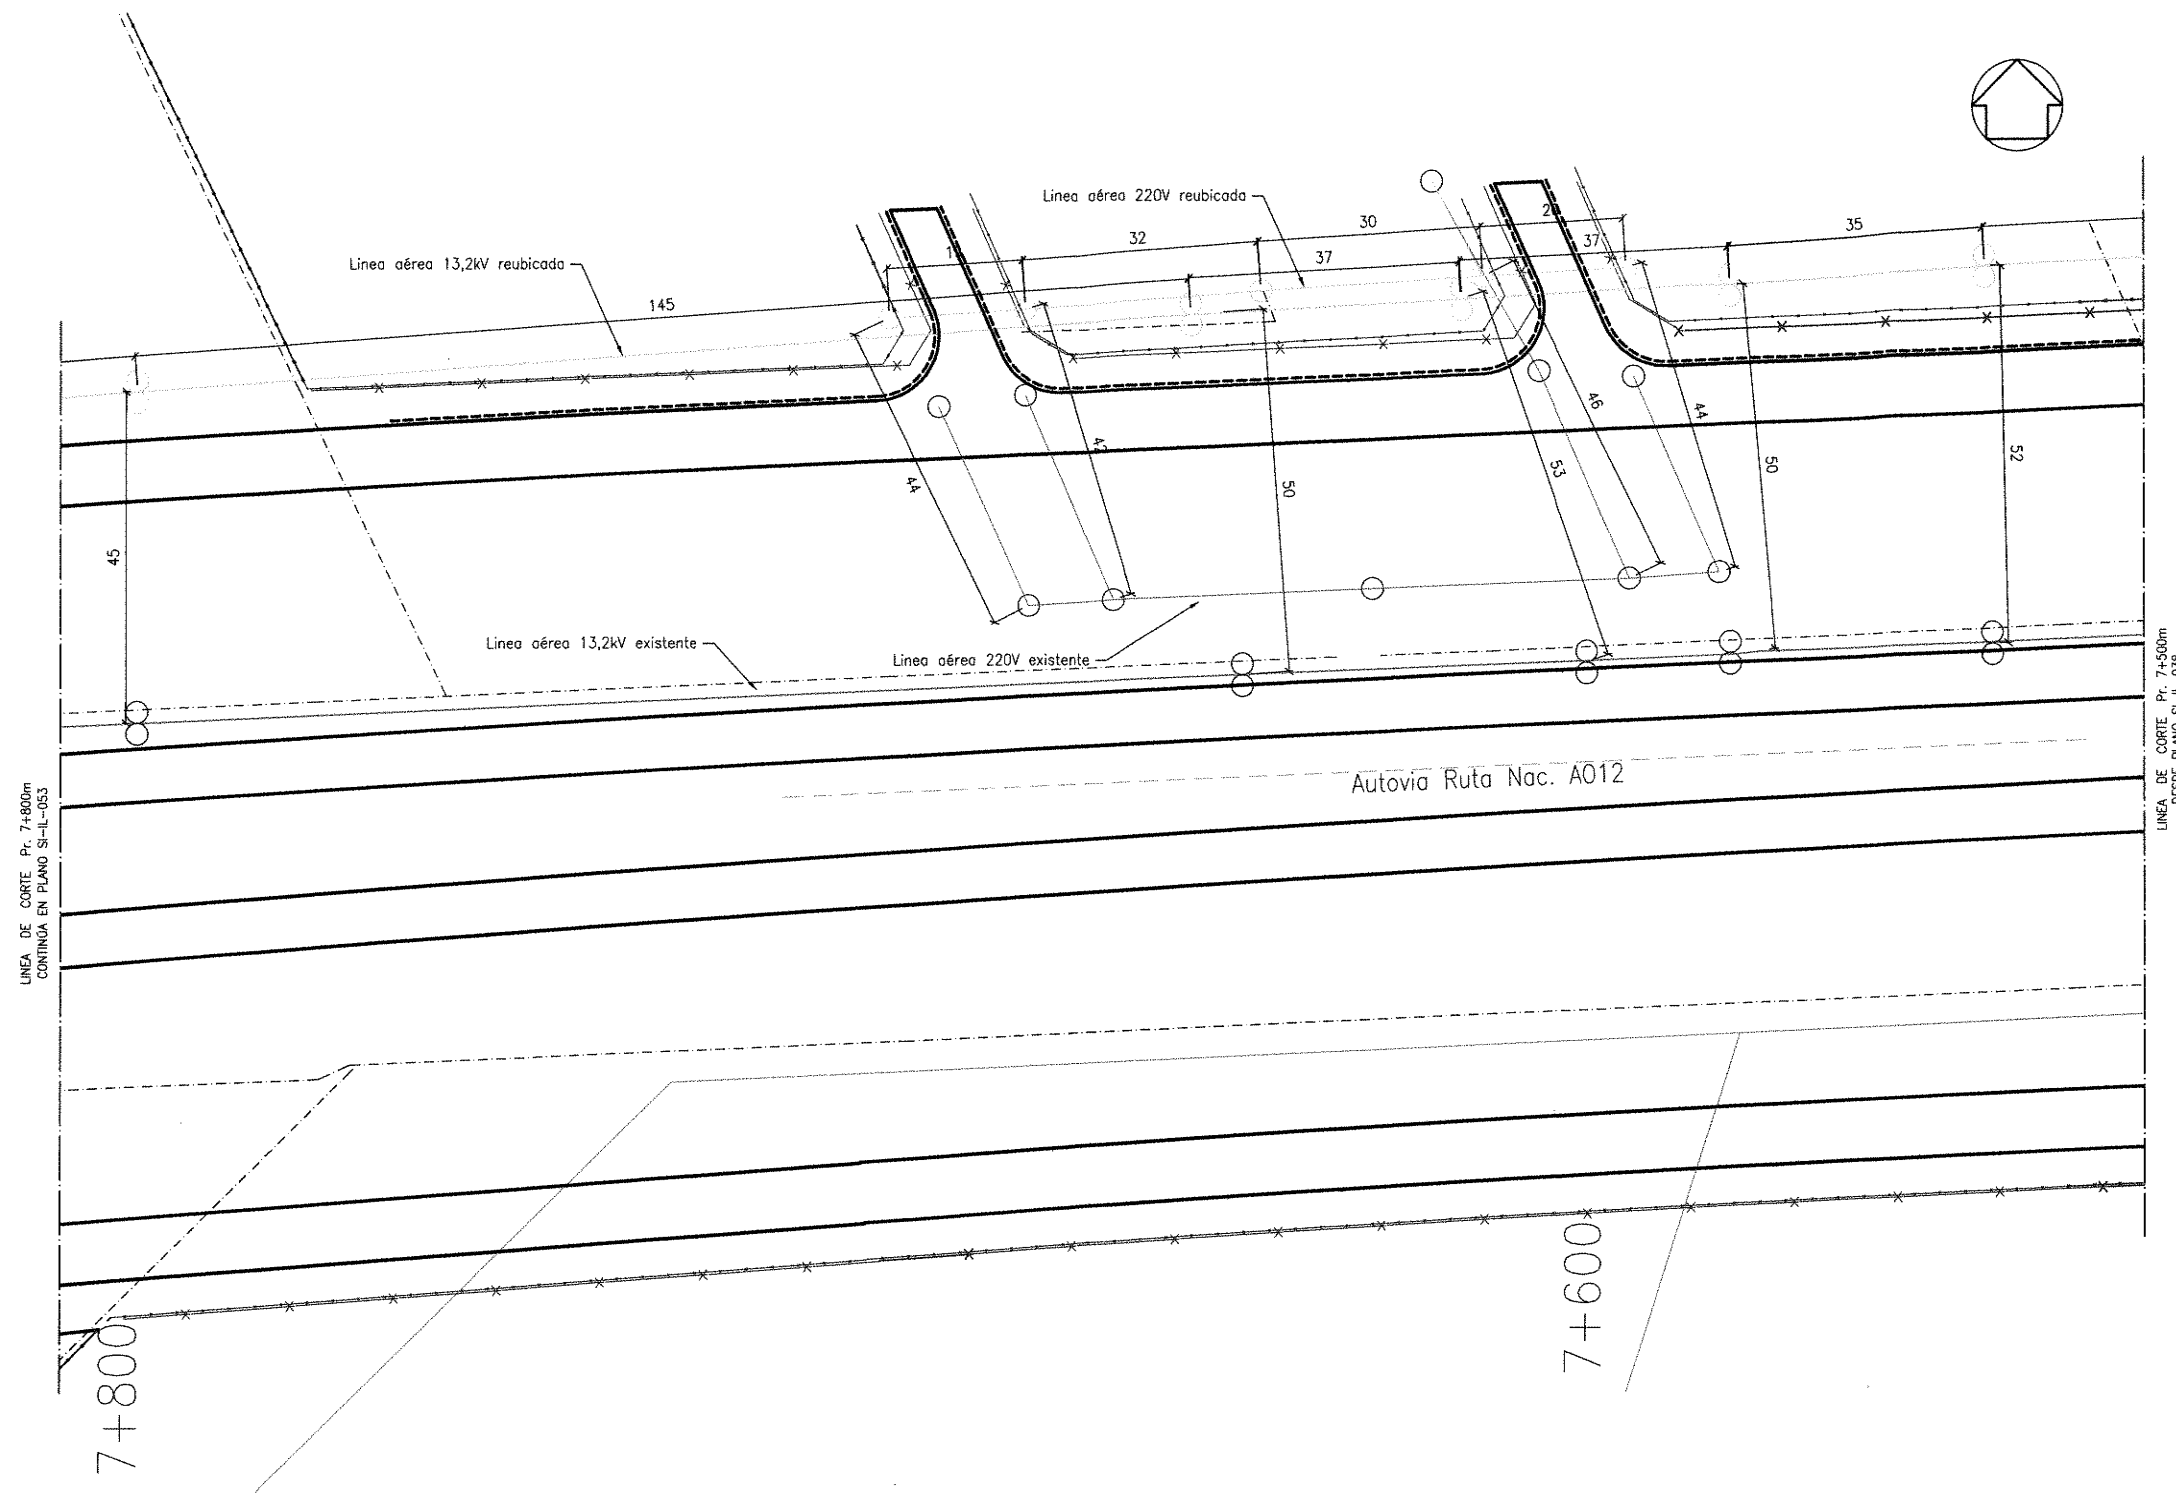 Linea aérea 220V reubicada
Linea aérea 13,2kV reubicada
30
32
35
37
37
145
46
44
42
44
53
50
50
52
45
Linea aérea 13,2kV existente
Linea aérea 220V existente
Autovia Ruta Nac. A012
LINEA DE CORTE Pr. 7+800m
CONTINÚA EN PLANO SI-IL-053
LINEA DE CORTE Pr. 7+500m
7+800
7+600